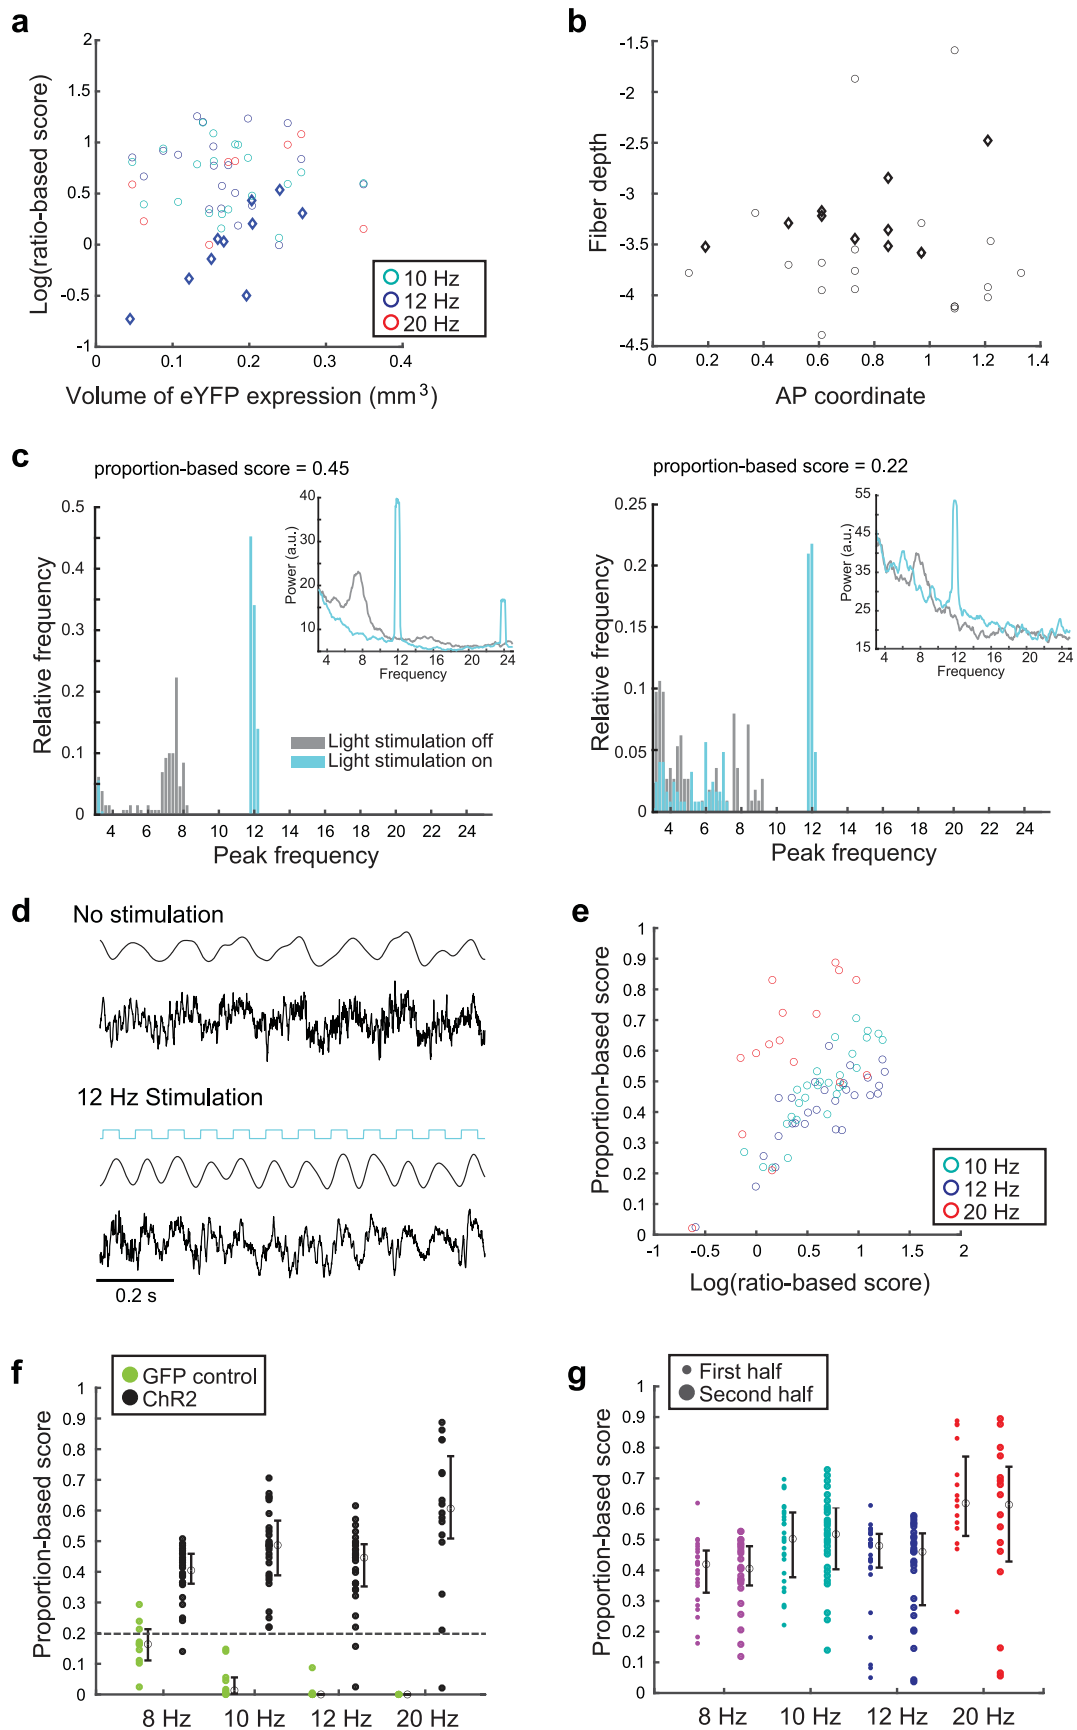 a
Log(ratio-based score)
1.5
1
0.5
0
-0.5
-1
0
0.1
0.2
0.3
0.4
10 Hz
12 Hz
20 Hz
Volume of eYFP expression (mm³)
b
Fiber depth
-1.5
-2
-2.5
-3
-3.5
-4
-4.5
0
0.2
0.4
0.6
0.8
1
1.2
1.4
AP coordinate
c
proportion-based score = 0.45
Relative frequency
0.5
0.4
0.3
0.2
0.1
0
4 6 8 10 12 14 16 18 20 22 24
Peak frequency
Power (a.u.)
40
30
20
10
4 8 12 16 20 24
Frequency
Light stimulation off
Light stimulation on
proportion-based score = 0.22
Relative frequency
0.25
0.20
0.15
0.1
0.05
0
4 6 8 10 12 14 16 18 20 22 24
Peak frequency
Power (a.u.)
55
45
35
25
15
4 8 12 16 20 24
Frequency
d
No stimulation
12 Hz Stimulation
0.2 s
e
Proportion-based score
1
0.9
0.8
0.7
0.6
0.5
0.4
0.3
0.2
0.1
0
-1 -0.5 0 0.5 1 1.5 2
10 Hz
12 Hz
20 Hz
Log(ratio-based score)
f
GFP control
ChR2
Proportion-based score
1
0.9
0.8
0.7
0.6
0.5
0.4
0.3
0.2
0.1
0
8 Hz 10 Hz 12 Hz 20 Hz
g
First half
Second half
Proportion-based score
1
0.9
0.8
0.7
0.6
0.5
0.4
0.3
0.2
0.1
0
8 Hz 10 Hz 12 Hz 20 Hz